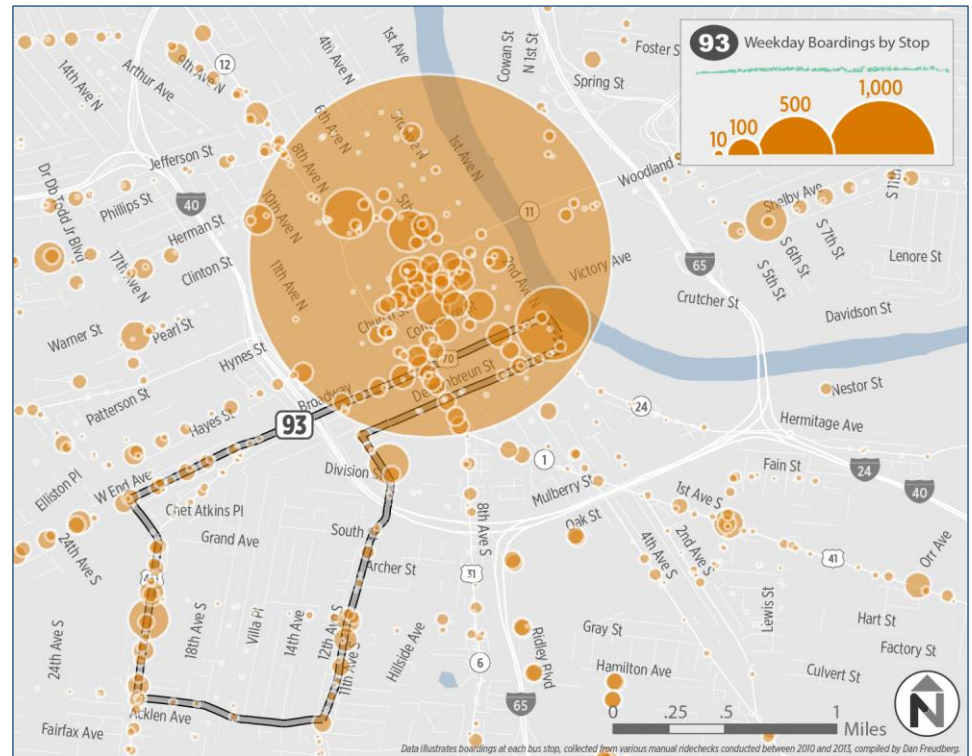 93 Weekday Boardings by Stop
10
100
500
1,000
4th Ave N
1st Ave
Cowan St
N 1st St
Foster S
Spring St
14th Ave N
Arthur Ave
8th Ave N
12
6th Ave N
3rd Ave N
1st Ave N
Jefferson St
8th Ave N
Woodland
S 11th
Dr Db Todd Jr Blvd
Phillips St
40
Herman St
10th Ave N
5th
11
Shelby Ave
S 7th St
S 6th St
S 5th St
17th Ave N
Clinton St
11th Ave N
2nd Ave N
Victory Ave
65
Lenore St
Crutcher St
Davidson St
Warner St
Pearl St
Hynes St
Church St
70
Demonbreun St
Broadway
Nestor St
Patterson St
Hayes St
93
24
Hermitage Ave
Elliston Pl
W End Ave
Division St
1
Mulberry St
Fain St
24
40
Chet Atkins Pl
1st Ave S
24th Ave S
Grand Ave
South
8th Ave S
Oak St
4th Ave S
2nd Ave S
41
Orr Ave
Archer St
31
24th Ave S
18th Ave S
Villa Pl
14th Ave
12th Ave S
11th Ave S
Hillside Ave
Lewis St
Hart St
Gray St
Factory St
6
Ridley Blvd
Hamilton Ave
Culvert St
65
Acklen Ave
Fairfax Ave
0 .25 .5 1
Miles
N
Data illustrates boardings at each bus stop, collected from various manual ridechecks conducted between 2010 and 2013, compiled by Dan Freudberg.